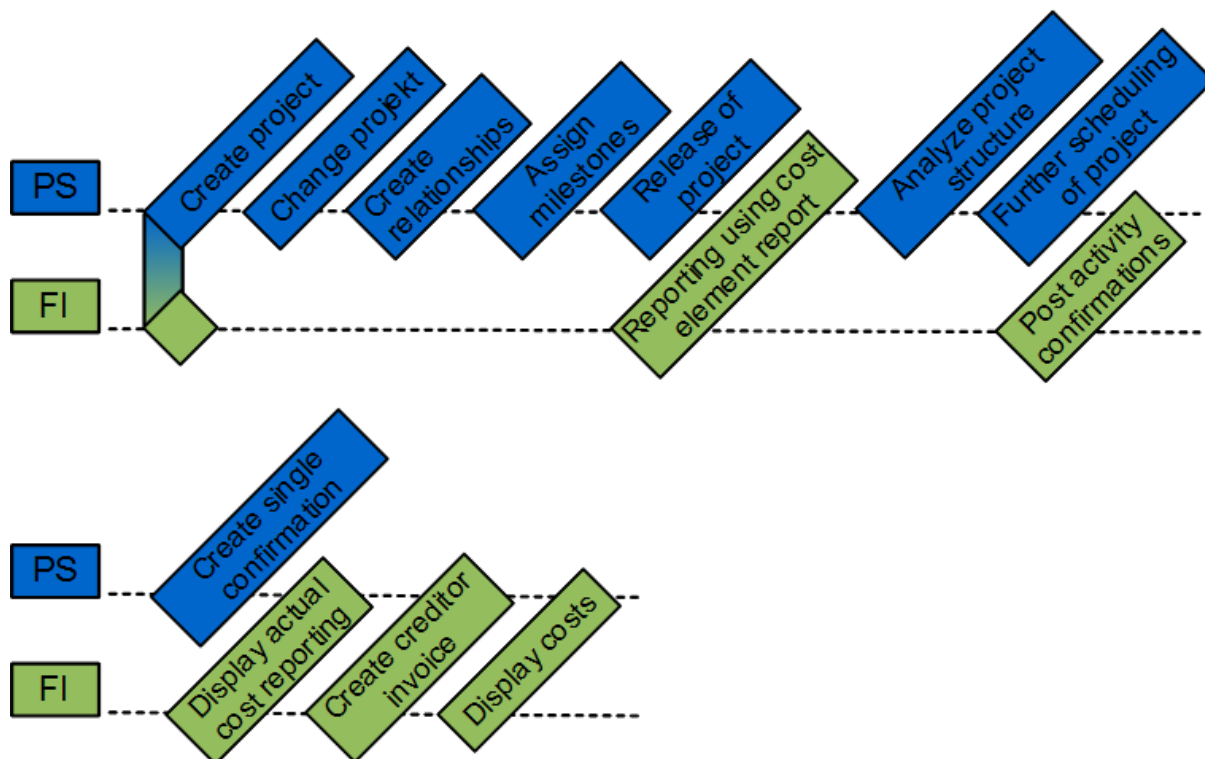 PS
Create project
Change projekt
Create
relationships
Assign
milestones
Release of
project
Analyze project
structure
Further scheduling
of project
FI
Reporting using cost
element report
Post activity
confirmations
PS
Create single
confirmation
FI
Display actual
cost reporting
Create creditor
invoice
Display costs